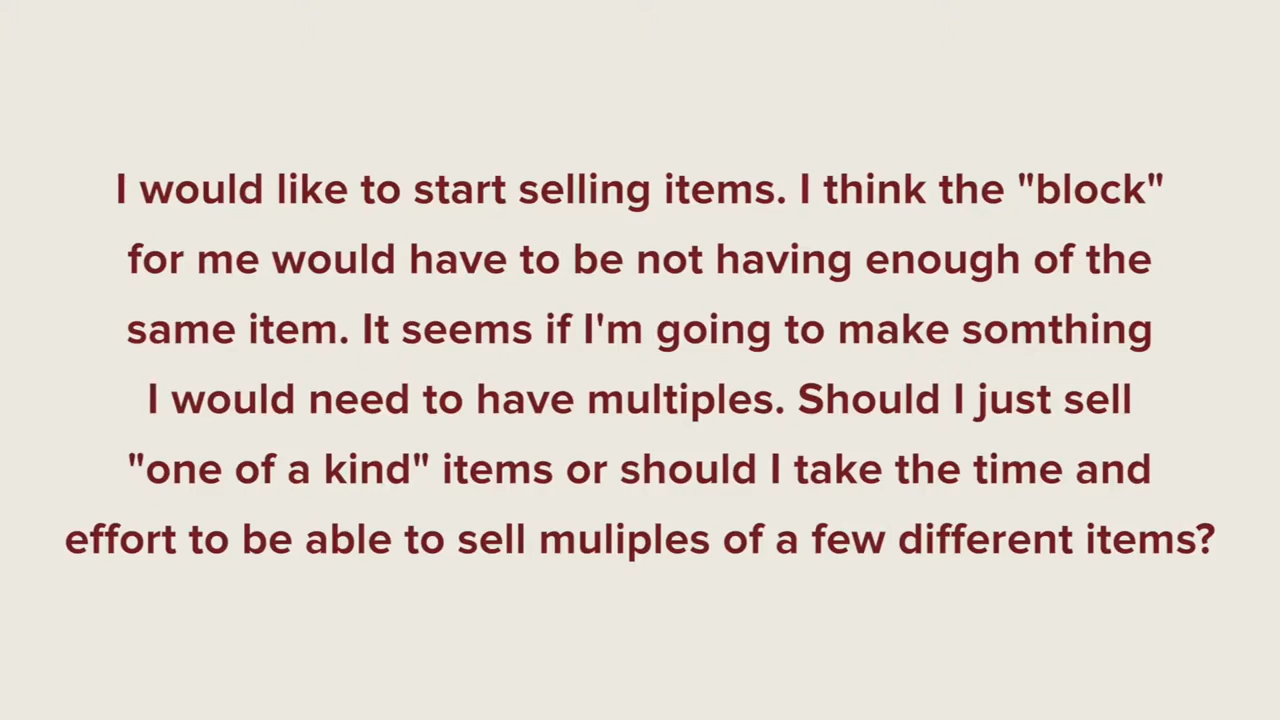 I would like to start selling items. I think the "block"
for me would have to be not having enough of the
same item. It seems if I'm going to make somthing
I would need to have multiples. Should I just sell
"one of a kind" items or should I take the time and
effort to be able to sell muliples of a few different items?